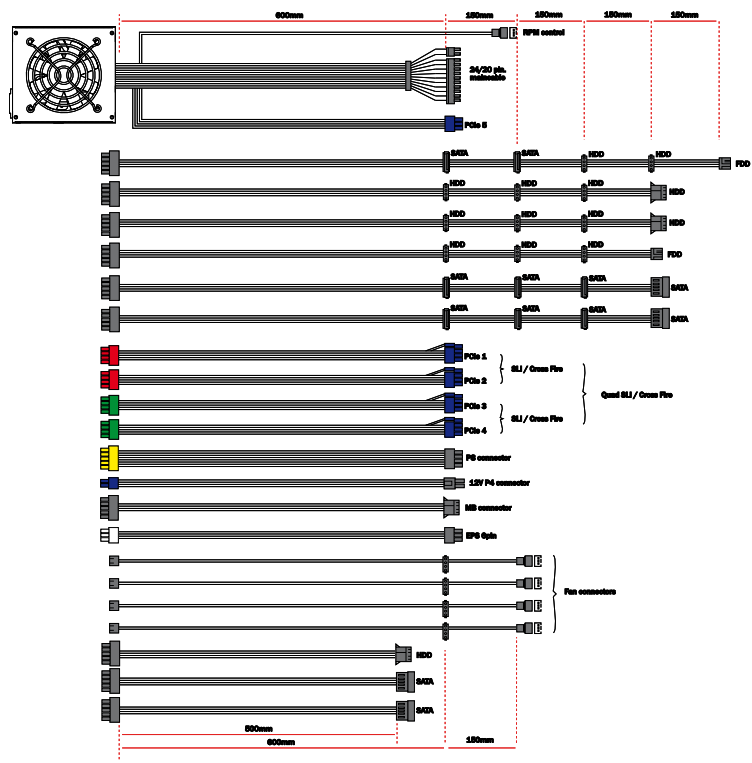 600mm 150mm 150mm 150mm 150mm
RPM control
24/20 pin.
mateable
PCIe 5
SATA SATA HDD HDD FDD
HDD HDD HDD HDD
HDD HDD HDD HDD
HDD HDD HDD FDD
SATA SATA SATA SATA
SATA SATA SATA SATA
PCIe 1
SLI / Cross Fire
PCIe 2
Quad SLI / Cross Fire
PCIe 3
SLI / Cross Fire
PCIe 4
P8 connector
12V P4 connector
MB connector
EPS 6pin
Fan connectors
HDD
SATA
SATA
500mm
600mm 150mm